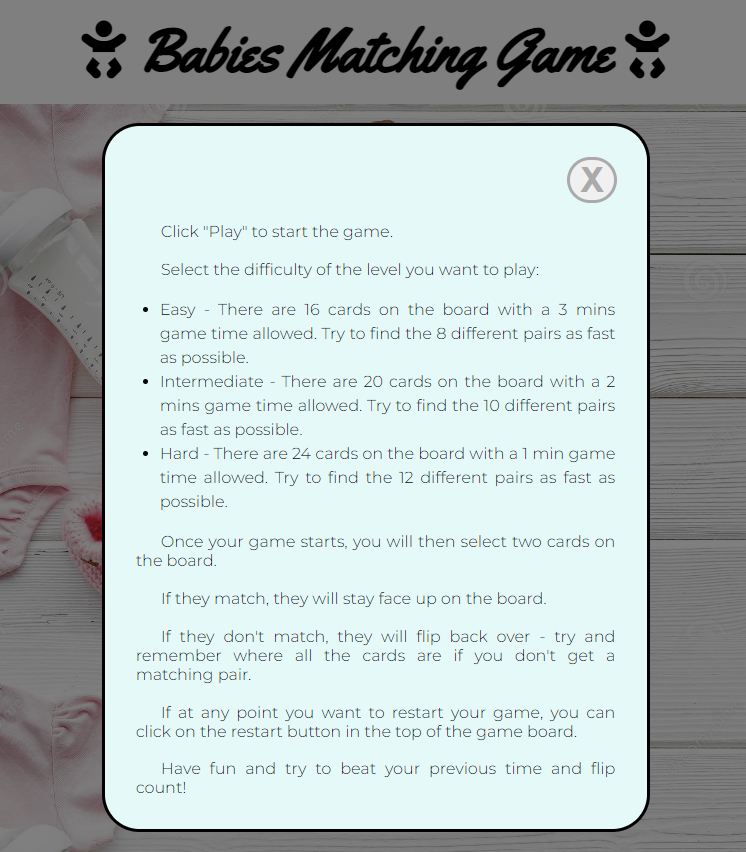 Babies Matching Game
X
Click "Play" to start the game.
Select the difficulty of the level you want to play:
Easy - There are 16 cards on the board with a 3 mins
game time allowed. Try to find the 8 different pairs as fast
as possible.
Intermediate - There are 20 cards on the board with a 2
mins game time allowed. Try to find the 10 different pairs
as fast as possible.
Hard - There are 24 cards on the board with a 1 min game
time allowed. Try to find the 12 different pairs as fast as
possible.
Once your game starts, you will then select two cards on
the board.
If they match, they will stay face up on the board.
If they don't match, they will flip back over - try and
remember where all the cards are if you don't get a
matching pair.
If at any point you want to restart your game, you can
click on the restart button in the top of the game board.
Have fun and try to beat your previous time and flip
count!